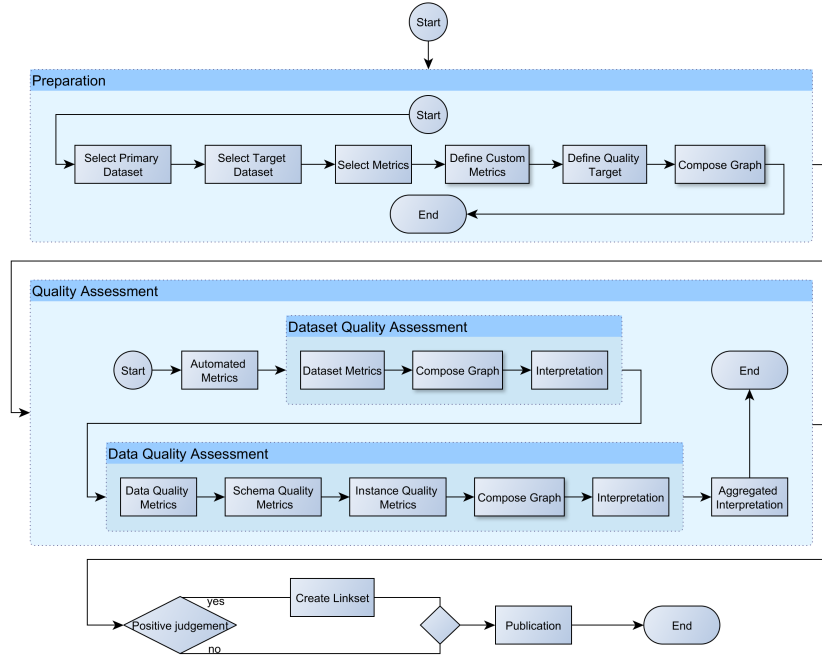 Start
Preparation
Start
Select Primary
Dataset
Select Target
Dataset
Select Metrics
Define Custom
Metrics
Define Quality
Target
Compose Graph
End
Quality Assessment
Dataset Quality Assessment
Start
Automated
Metrics
Dataset Metrics
Compose Graph
Interpretation
End
Data Quality Assessment
Data Quality
Metrics
Schema Quality
Metrics
Instance Quality
Metrics
Compose Graph
Interpretation
Aggregated
Interpretation
yes
Create Linkset
Positive judgement
no
Publication
End